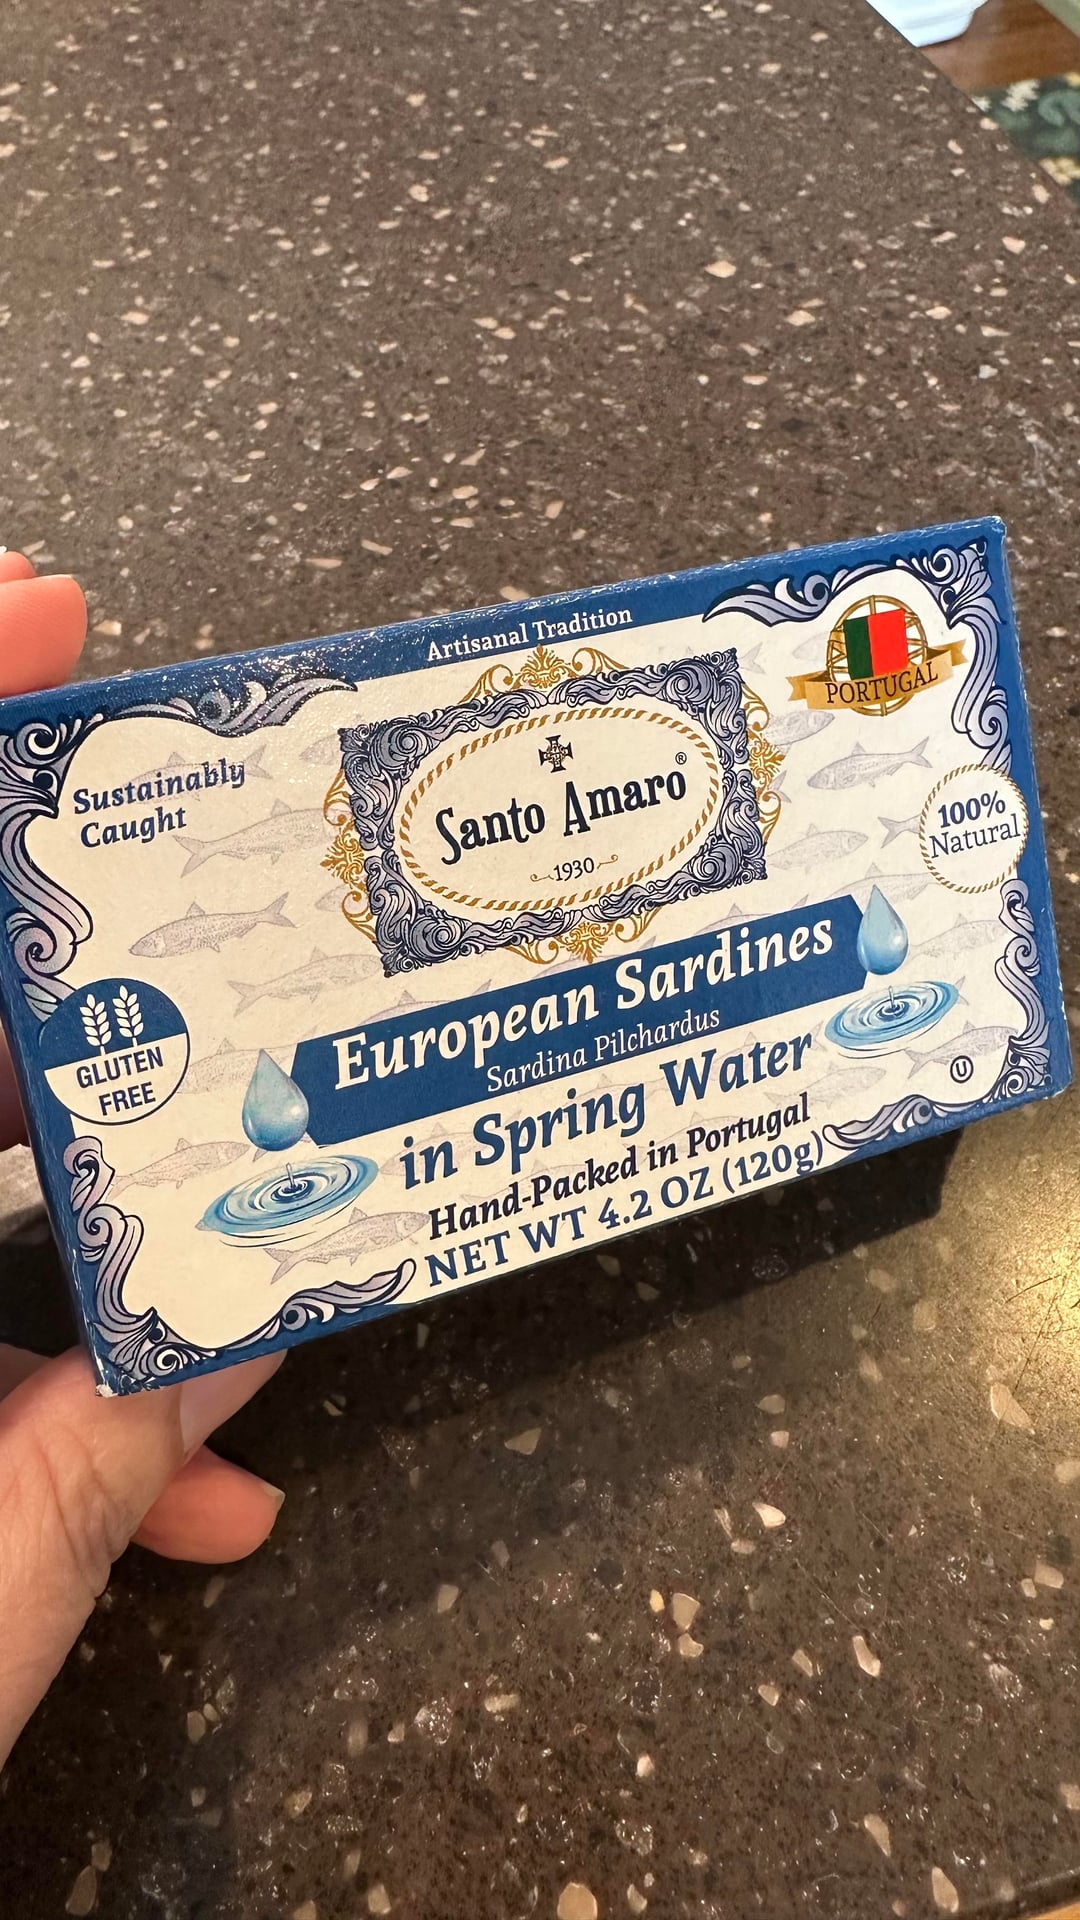 Artisanal Tradition
PORTUGAL
Sustainably
Caught
Santo Amaro®
1930
100%
Natural
European Sardines
Sardina Pilchardus
in Spring Water
GLUTEN
FREE
Hand-Packed in Portugal
NET WT 4.2 OZ (120g)
U